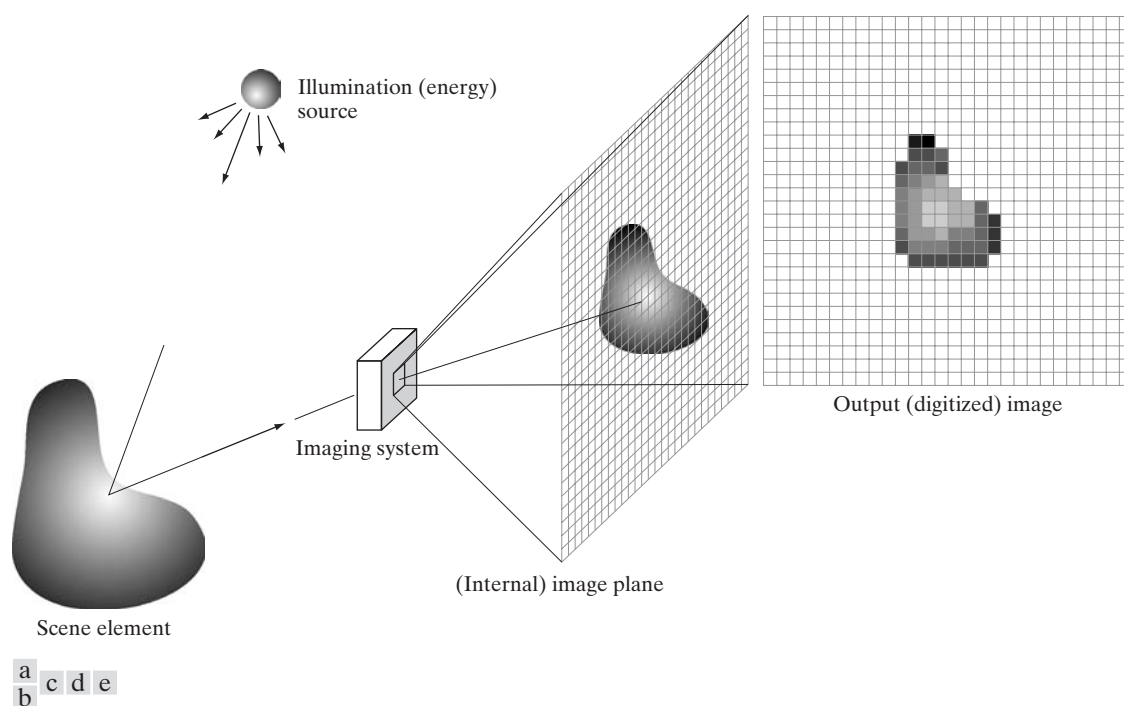 Illumination (energy)
source
Output (digitized) image
Imaging system
(Internal) image plane
Scene element
a
b
c d e